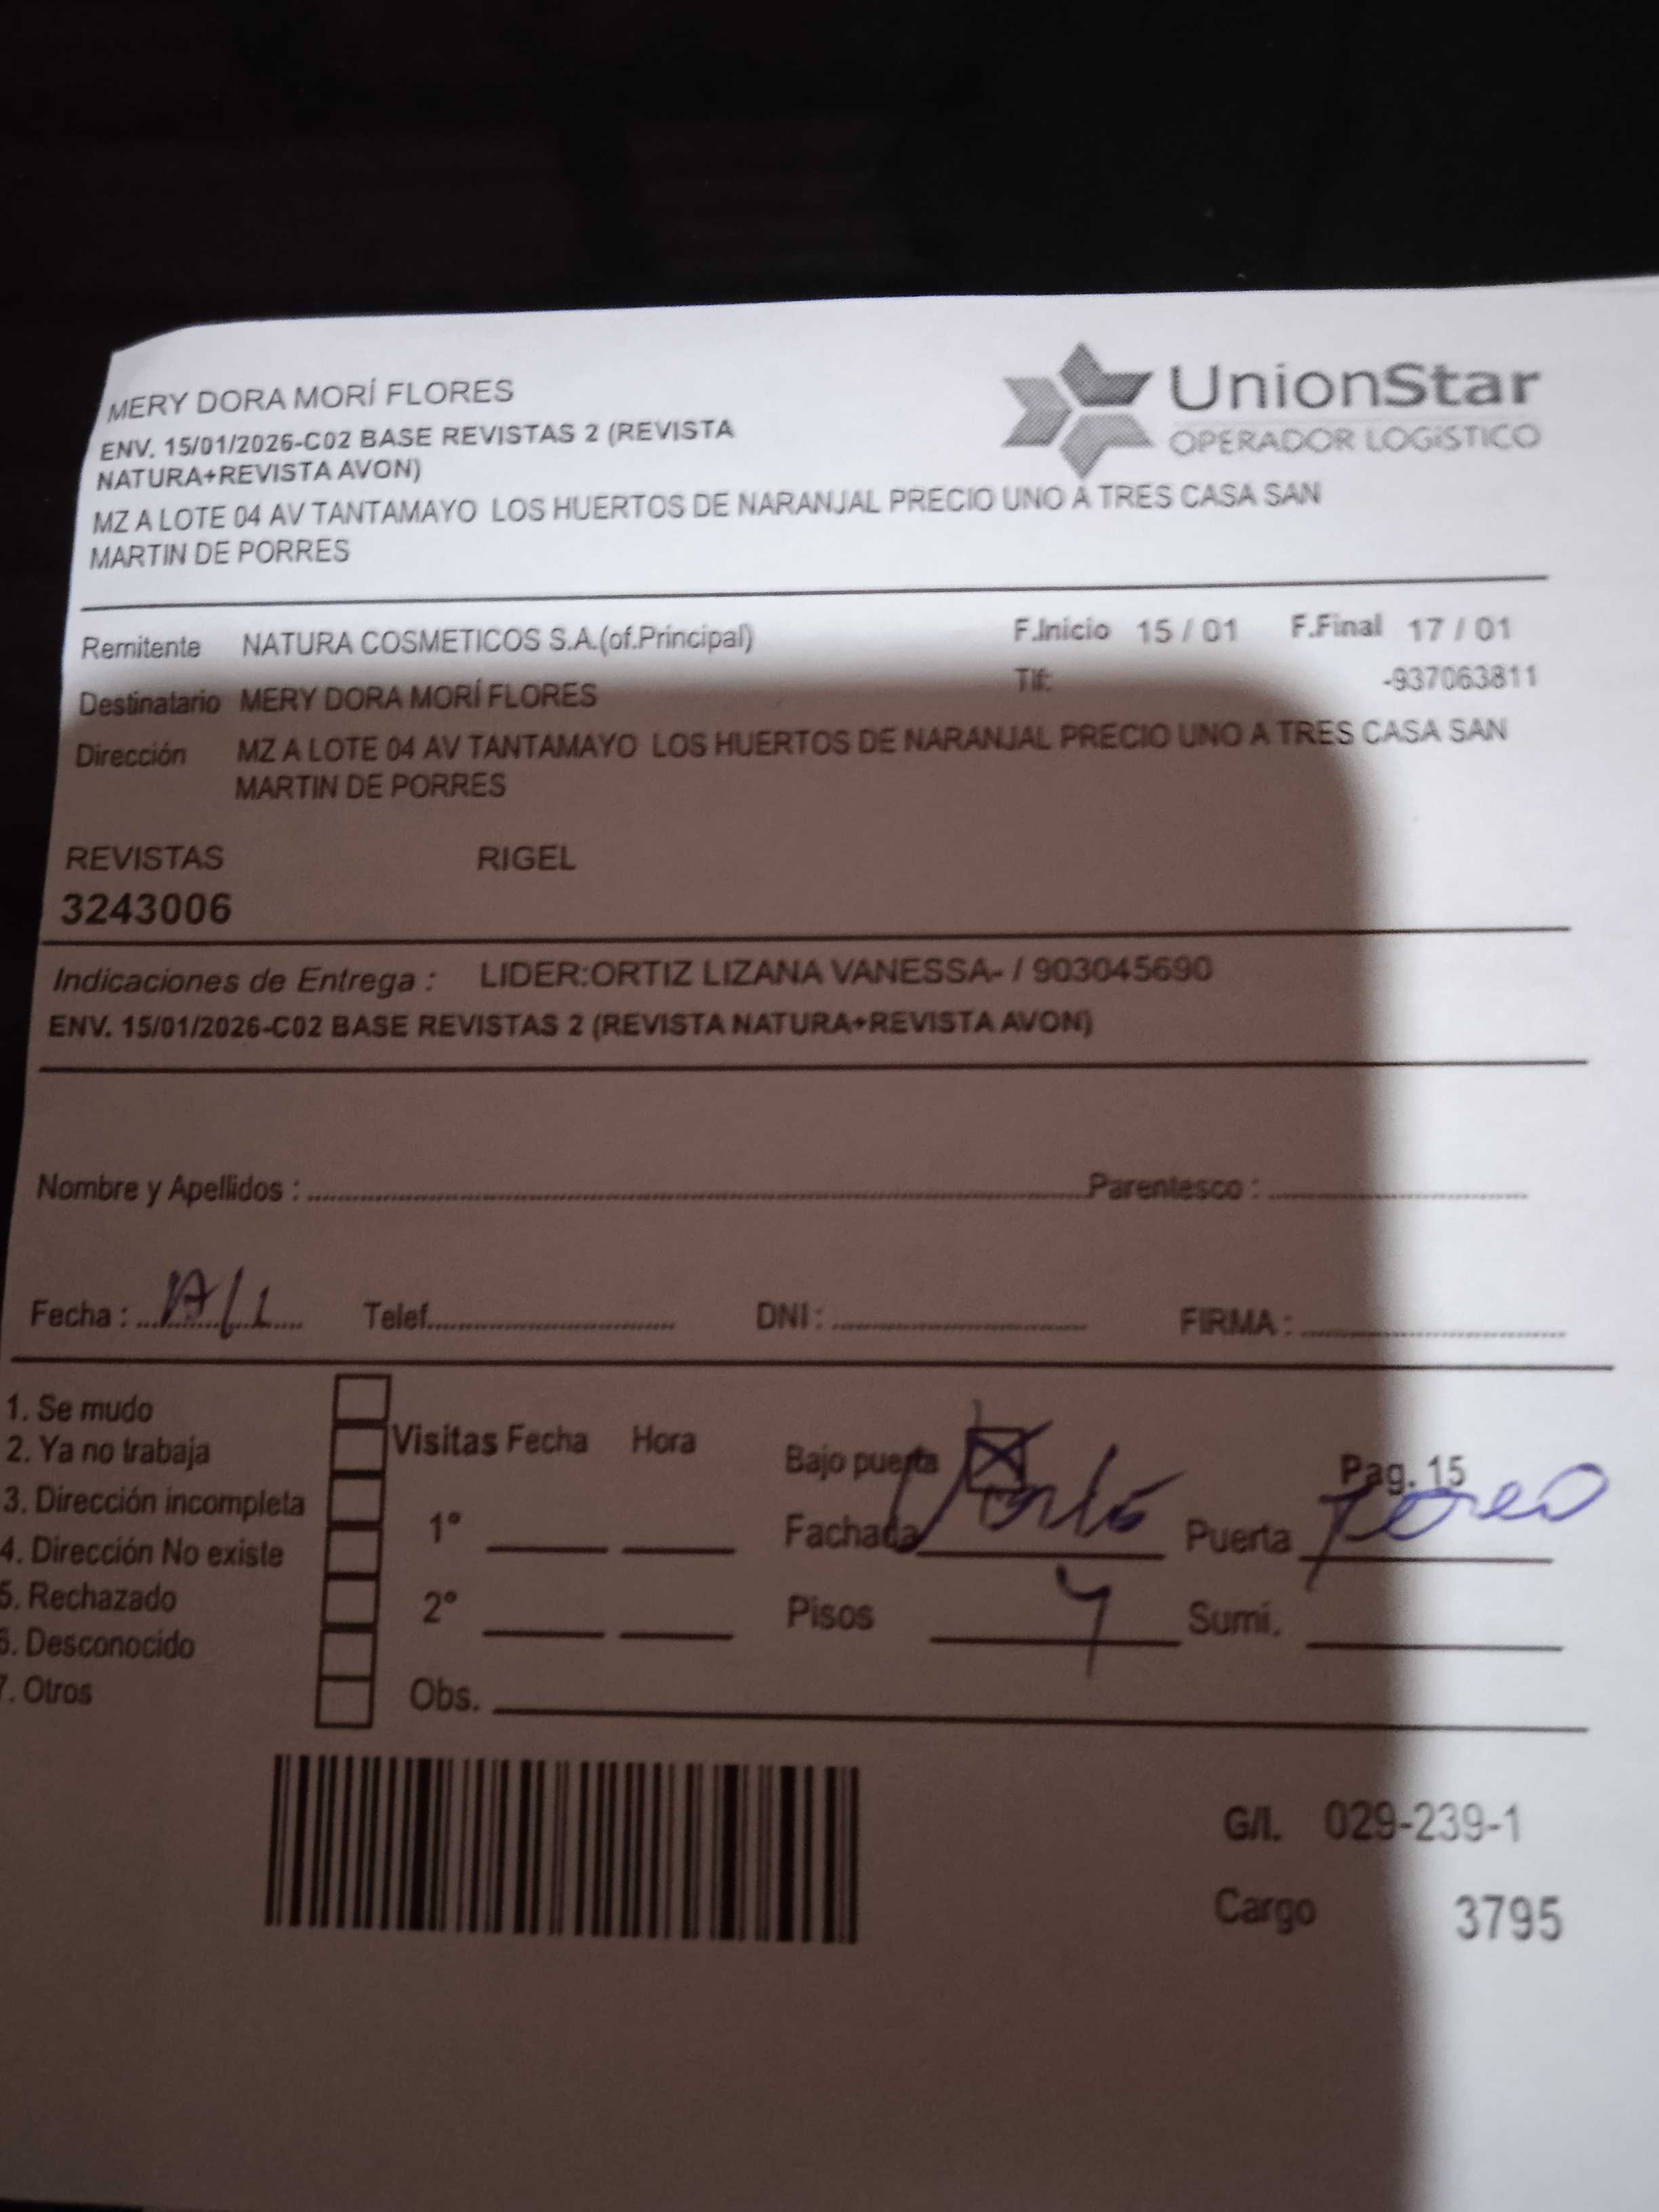 MERY DORA MORÍ FLORES
UnionStar
OPERADOR LOGÍSTICO
ENV. 15/01/2026-C02 BASE REVISTAS 2 (REVISTA
NATURA+REVISTA AVON)
MZ A LOTE 04 AV TANTAMAYO LOS HUERTOS DE NARANJAL PRECIO UNO A TRES CASA SAN
MARTIN DE PORRES
Remitente NATURA COSMETICOS S.A.(of.Principal) F.Inicio 15 / 01 F.Final 17 / 01
Destinatario MERY DORA MORÍ FLORES Tlf: -937063811
Dirección MZ A LOTE 04 AV TANTAMAYO LOS HUERTOS DE NARANJAL PRECIO UNO A TRES CASA SAN
MARTIN DE PORRES
REVISTAS RIGEL
3243006
Indicaciones de Entrega : LIDER:ORTIZ LIZANA VANESSA- / 903045690
ENV. 15/01/2026-C02 BASE REVISTAS 2 (REVISTA NATURA+REVISTA AVON)
Nombre y Apellidos : Parentesco :
Fecha : Telef. DNI : FIRMA :
1. Se mudo
2. Ya no trabaja
3. Dirección incompleta
4. Dirección No existe
5. Rechazado
6. Desconocido
7. Otros
Visitas Fecha Hora
1°
2°
Obs.
Bajo puerta Pag. 15
Fachada Puerta
Pisos 4 Sumi.
G/I. 029-239-1
Cargo 3795